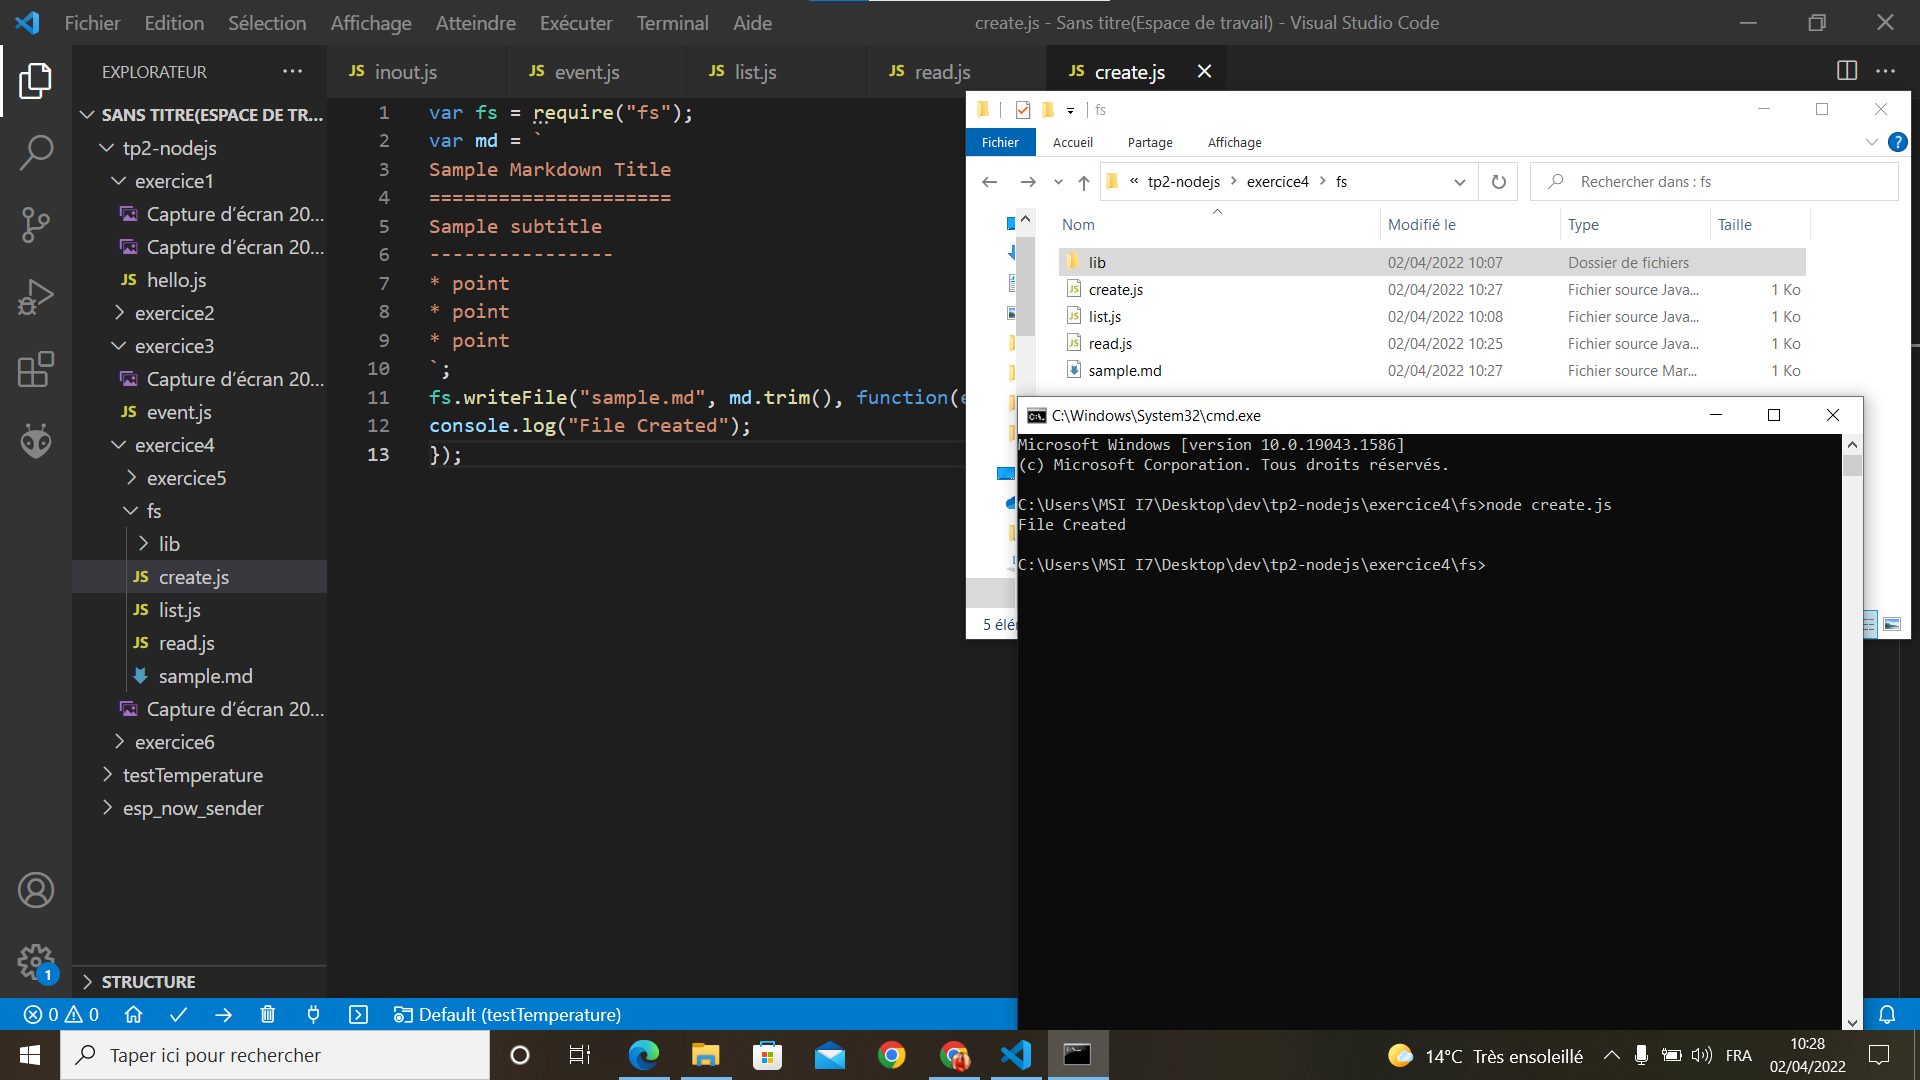 Fichier Edition Sélection Affichage Atteindre Exécuter Terminal Aide
create.js - Sans titre(Espace de travail) - Visual Studio Code
EXPLORATEUR
SANS TITRE(ESPACE DE TR...
tp2-nodejs
exercice1
Capture d'écran 20...
Capture d'écran 20...
JS hello.js
exercice2
exercice3
Capture d'écran 20...
JS event.js
exercice4
exercice5
fs
lib
JS create.js
JS list.js
JS read.js
sample.md
Capture d'écran 20...
exercice6
testTemperature
esp_now_sender
STRUCTURE
1
JS inout.js
JS event.js
JS list.js
JS read.js
JS create.js
1 var fs = require("fs");
2 var md = `
3 Sample Markdown Title
4 =====================
5 Sample subtitle
6 ----------------
7 * point
8 * point
9 * point
10 `;
11 fs.writeFile("sample.md", md.trim(), function(e
12 console.log("File Created");
13 });
fs
Fichier Accueil Partage Affichage
?
« tp2-nodejs > exercice4 > fs
Rechercher dans : fs
Nom Modifié le Type Taille
lib 02/04/2022 10:07 Dossier de fichiers
JS create.js 02/04/2022 10:27 Fichier source Java... 1 Ko
JS list.js 02/04/2022 10:08 Fichier source Java... 1 Ko
JS read.js 02/04/2022 10:25 Fichier source Java... 1 Ko
sample.md 02/04/2022 10:27 Fichier source Mar... 1 Ko
5 élé
C:\Windows\System32\cmd.exe
Microsoft Windows [version 10.0.19043.1586]
(c) Microsoft Corporation. Tous droits réservés.
C:\Users\MSI I7\Desktop\dev\tp2-nodejs\exercice4\fs>node create.js
File Created
C:\Users\MSI I7\Desktop\dev\tp2-nodejs\exercice4\fs>
0 0 Default (testTemperature)
Taper ici pour rechercher
14°C Très ensoleillé
FRA
10:28
02/04/2022